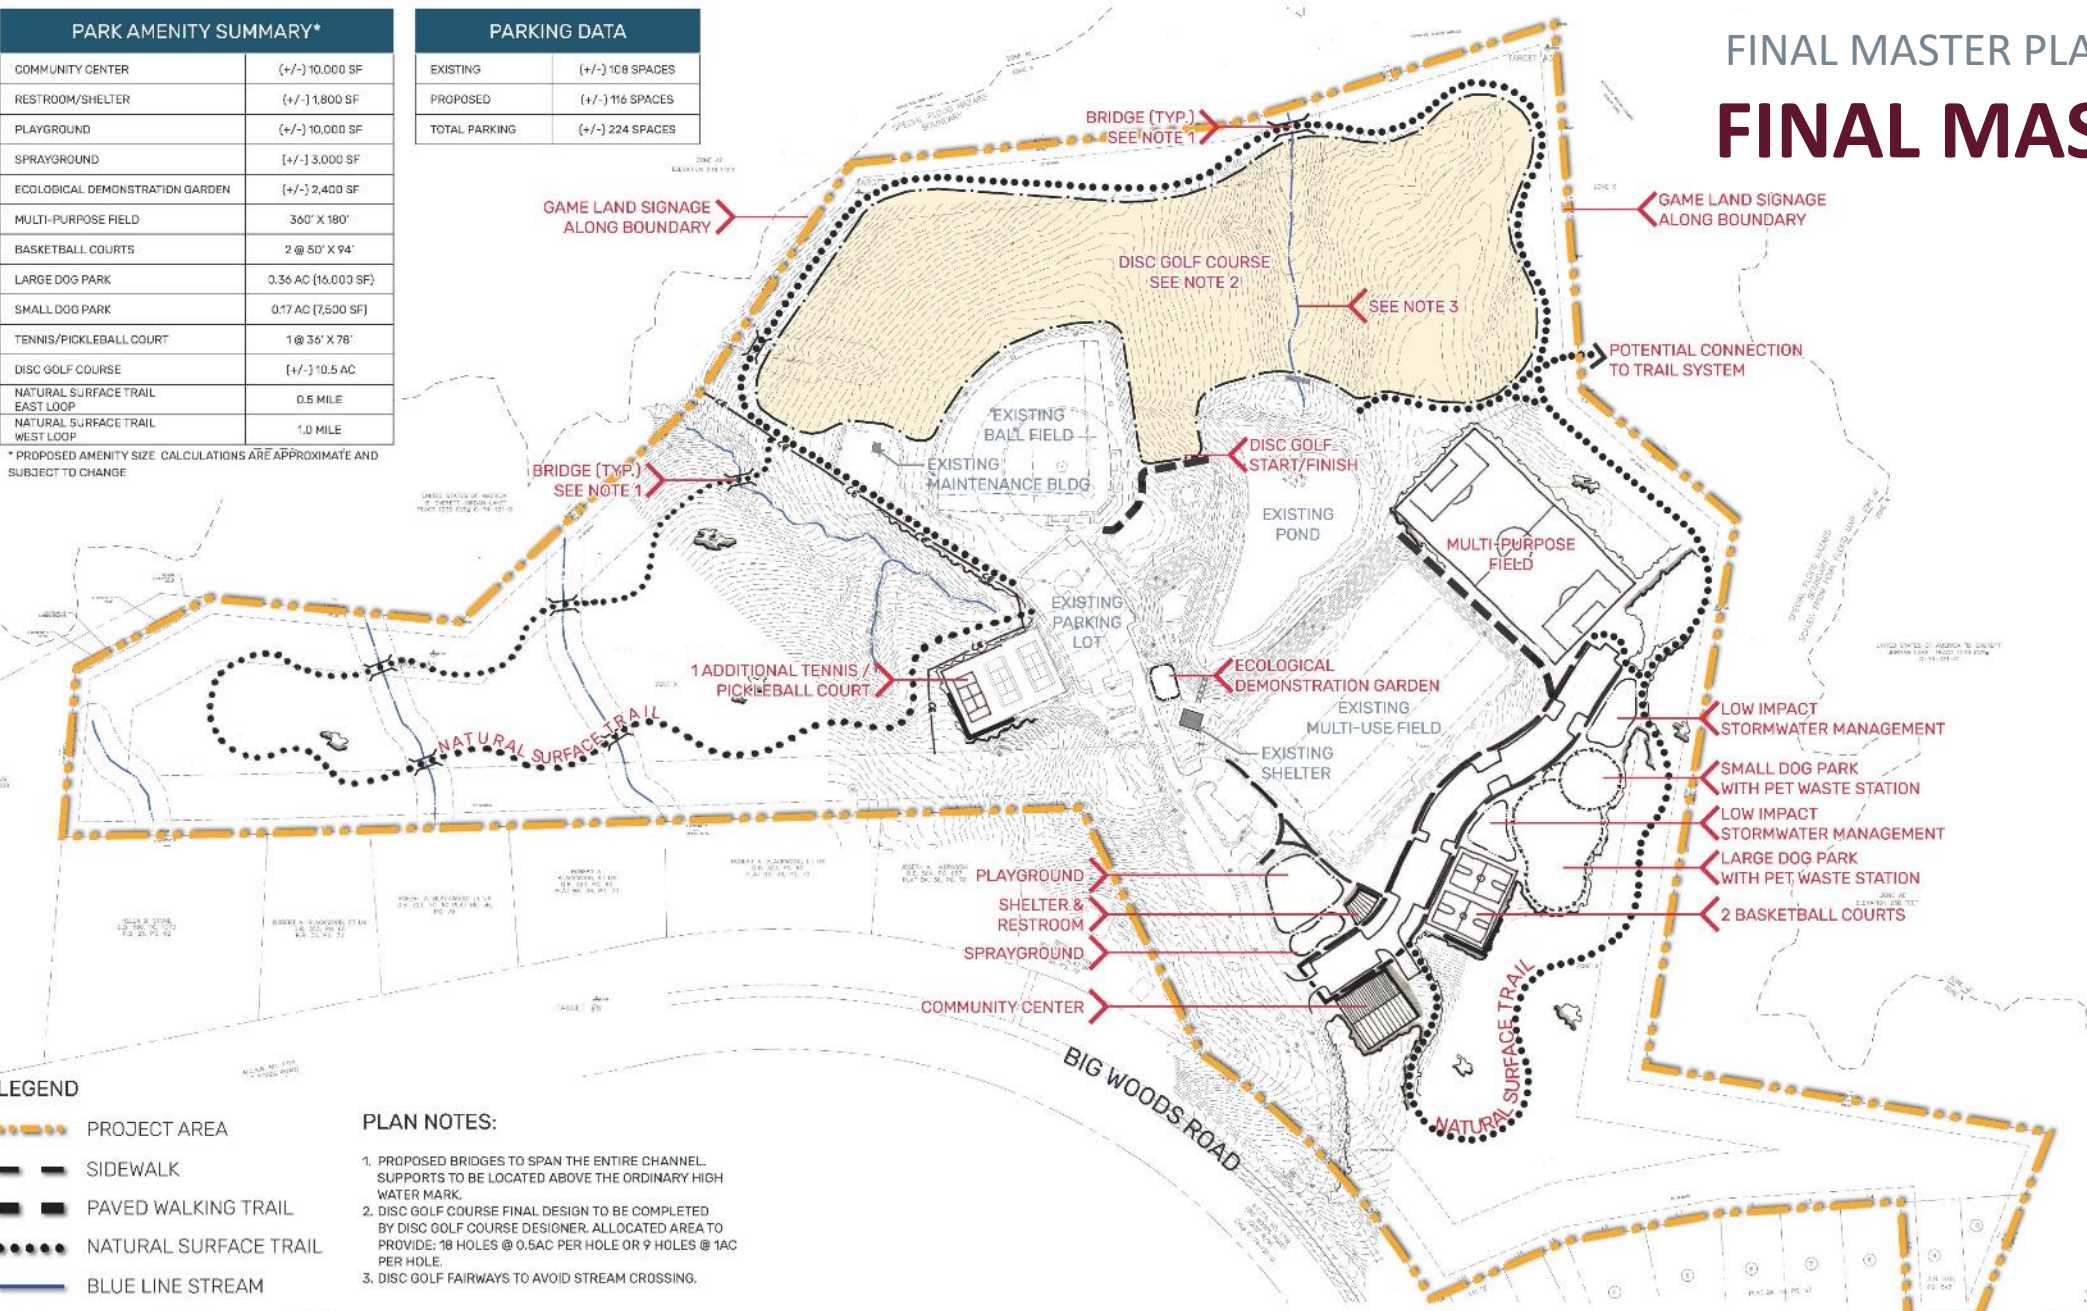 PARK AMENITY SUMMARY*
COMMUNITY CENTER (+/-) 10,000 SF
RESTROOM/SHELTER (+/-) 1,800 SF
PLAYGROUND (+/-) 10,000 SF
SPRAYGROUND (+/-) 3,000 SF
ECOLOGICAL DEMONSTRATION GARDEN (+/-) 2,400 SF
MULTI-PURPOSE FIELD 360' X 180'
BASKETBALL COURTS 2 @ 50' X 94'
LARGE DOG PARK 0.36 AC (16,000 SF)
SMALL DOG PARK 0.17 AC (7,500 SF)
TENNIS/PICKLEBALL COURT 1 @ 36' X 78'
DISC GOLF COURSE (+/-) 10.5 AC
NATURAL SURFACE TRAIL
EAST LOOP 0.5 MILE
NATURAL SURFACE TRAIL
WEST LOOP 1.0 MILE
* PROPOSED AMENITY SIZE CALCULATIONS ARE APPROXIMATE AND
SUBJECT TO CHANGE
PARKING DATA
EXISTING (+/-) 108 SPACES
PROPOSED (+/-) 116 SPACES
TOTAL PARKING (+/-) 224 SPACES
FINAL MASTER PLA
FINAL MAS
BRIDGE (TYP.)
SEE NOTE 1
GAME LAND SIGNAGE
ALONG BOUNDARY
GAME LAND SIGNAGE
ALONG BOUNDARY
DISC GOLF COURSE
SEE NOTE 2
SEE NOTE 3
POTENTIAL CONNECTION
TO TRAIL SYSTEM
EXISTING
BALL FIELD
EXISTING
MAINTENANCE BLDG
DISC GOLF
START/FINISH
BRIDGE (TYP.)
SEE NOTE 1
EXISTING
POND
MULTI-PURPOSE
FIELD
EXISTING
PARKING
LOT
1 ADDITIONAL TENNIS /
PICKLEBALL COURT
ECOLOGICAL
DEMONSTRATION GARDEN
EXISTING
MULTI-USE FIELD
EXISTING
SHELTER
NATURAL SURFACE TRAIL
LOW IMPACT
STORMWATER MANAGEMENT
SMALL DOG PARK
WITH PET WASTE STATION
LOW IMPACT
STORMWATER MANAGEMENT
LARGE DOG PARK
WITH PET WASTE STATION
2 BASKETBALL COURTS
PLAYGROUND
SHELTER &
RESTROOM
SPRAYGROUND
COMMUNITY CENTER
NATURAL SURFACE TRAIL
BIG WOODS ROAD
LEGEND
PROJECT AREA
SIDEWALK
PAVED WALKING TRAIL
NATURAL SURFACE TRAIL
BLUE LINE STREAM
PLAN NOTES:
1. PROPOSED BRIDGES TO SPAN THE ENTIRE CHANNEL.
SUPPORTS TO BE LOCATED ABOVE THE ORDINARY HIGH
WATER MARK.
2. DISC GOLF COURSE FINAL DESIGN TO BE COMPLETED
BY DISC GOLF COURSE DESIGNER. ALLOCATED AREA TO
PROVIDE: 18 HOLES @ 0.5AC PER HOLE OR 9 HOLES @ 1AC
PER HOLE.
3. DISC GOLF FAIRWAYS TO AVOID STREAM CROSSING.